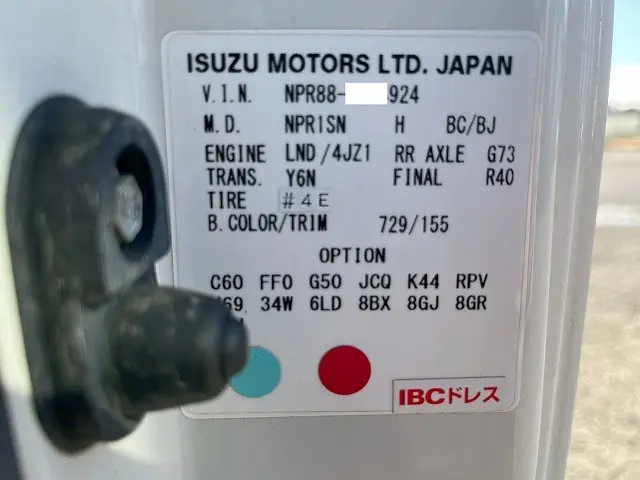 ISUZU MOTORS LTD. JAPAN
V.I.N. NPR88- 924
M.D. NPR1SN H BC/BJ
ENGINE LND/4JZ1 RR AXLE G73
TRANS. Y6N FINAL R40
TIRE #4E
B.COLOR/TRIM 729/155
OPTION
C60 FF0 G50 JCQ K44 RPV
34W 6LD 8BX 8GJ 8GR
IBCドレス